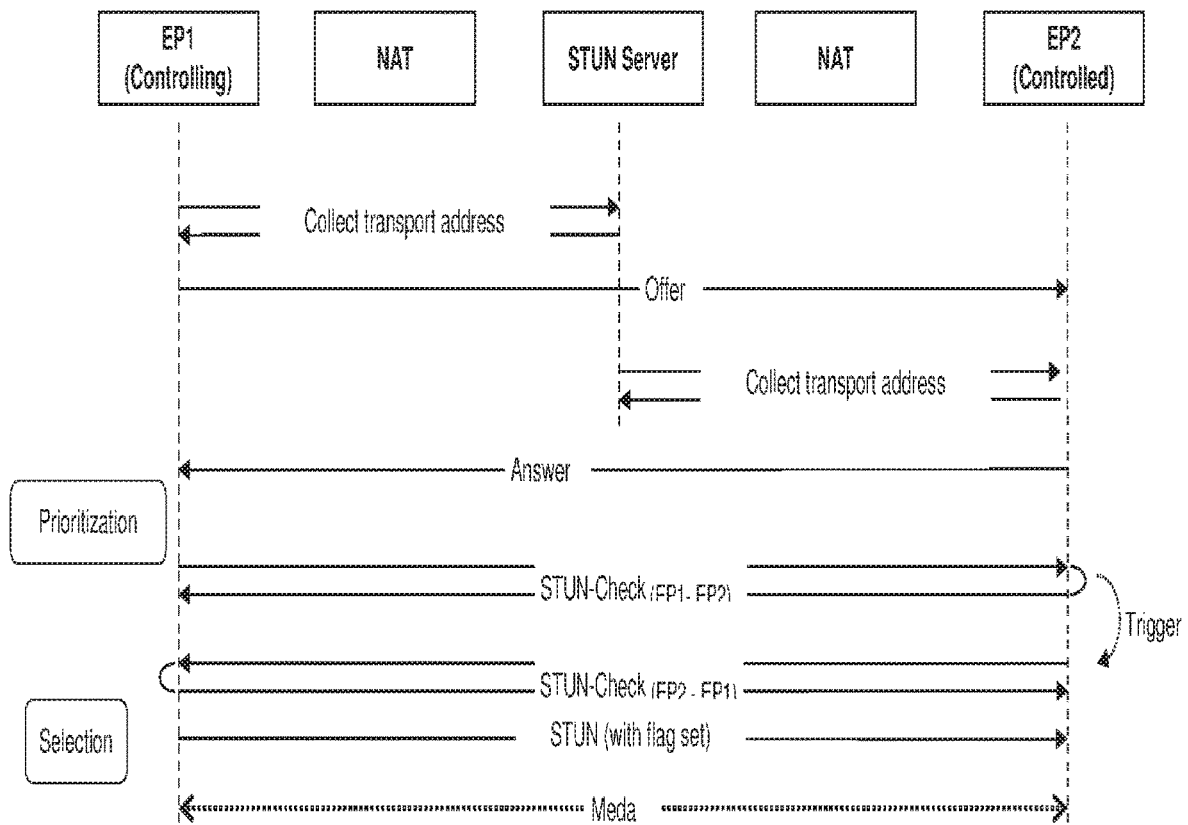 EP1
(Controlling)
NAT
STUN Server
NAT
EP2
(Controlled)
Collect transport address
Offer
Collect transport address
Answer
Prioritization
STUN-Check (EP1- EP2)
Trigger
STUN-Check (EP2 - EP1)
Selection
STUN (with flag set)
Meda